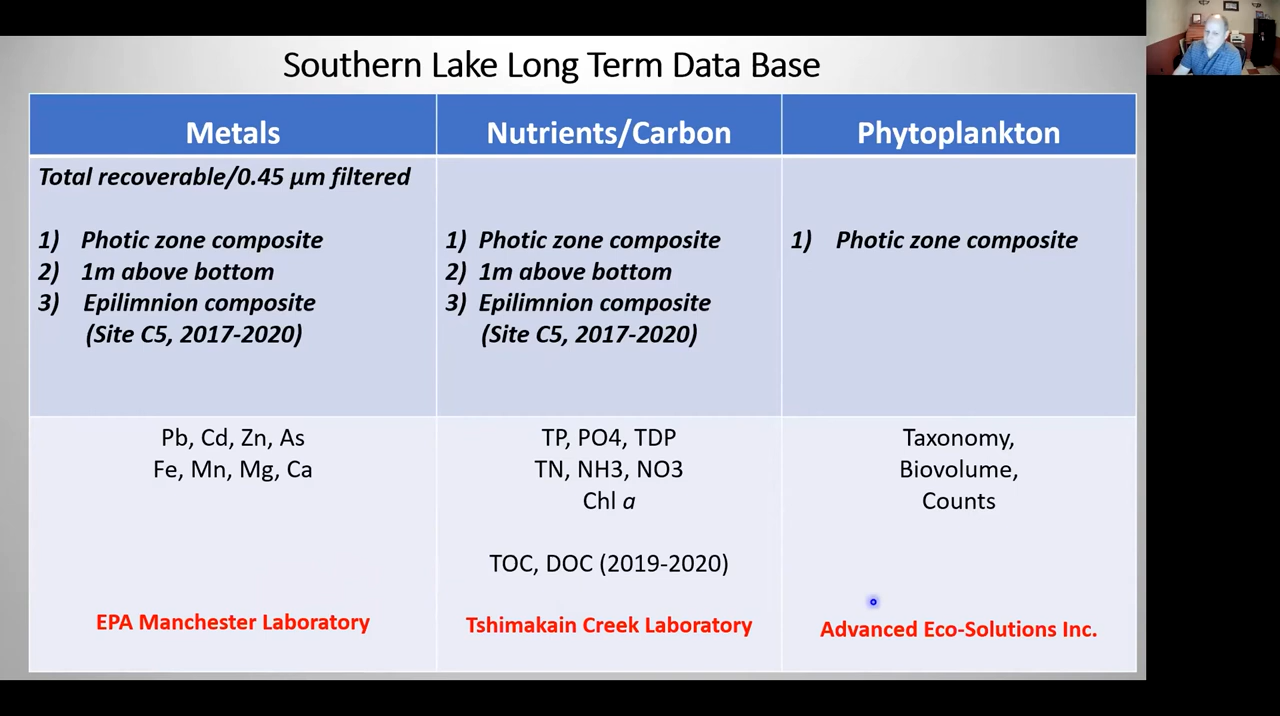 Southern Lake Long Term Data Base
Metals
Nutrients/Carbon
Phytoplankton
Total recoverable/0.45 µm filtered
1) Photic zone composite
2) 1m above bottom
3) Epilimnion composite
(Site C5, 2017-2020)
1) Photic zone composite
2) 1m above bottom
3) Epilimnion composite
(Site C5, 2017-2020)
1) Photic zone composite
Pb, Cd, Zn, As
Fe, Mn, Mg, Ca
EPA Manchester Laboratory
TP, PO4, TDP
TN, NH3, NO3
Chl a
TOC, DOC (2019-2020)
Tshimakain Creek Laboratory
Taxonomy,
Biovolume,
Counts
Advanced Eco-Solutions Inc.